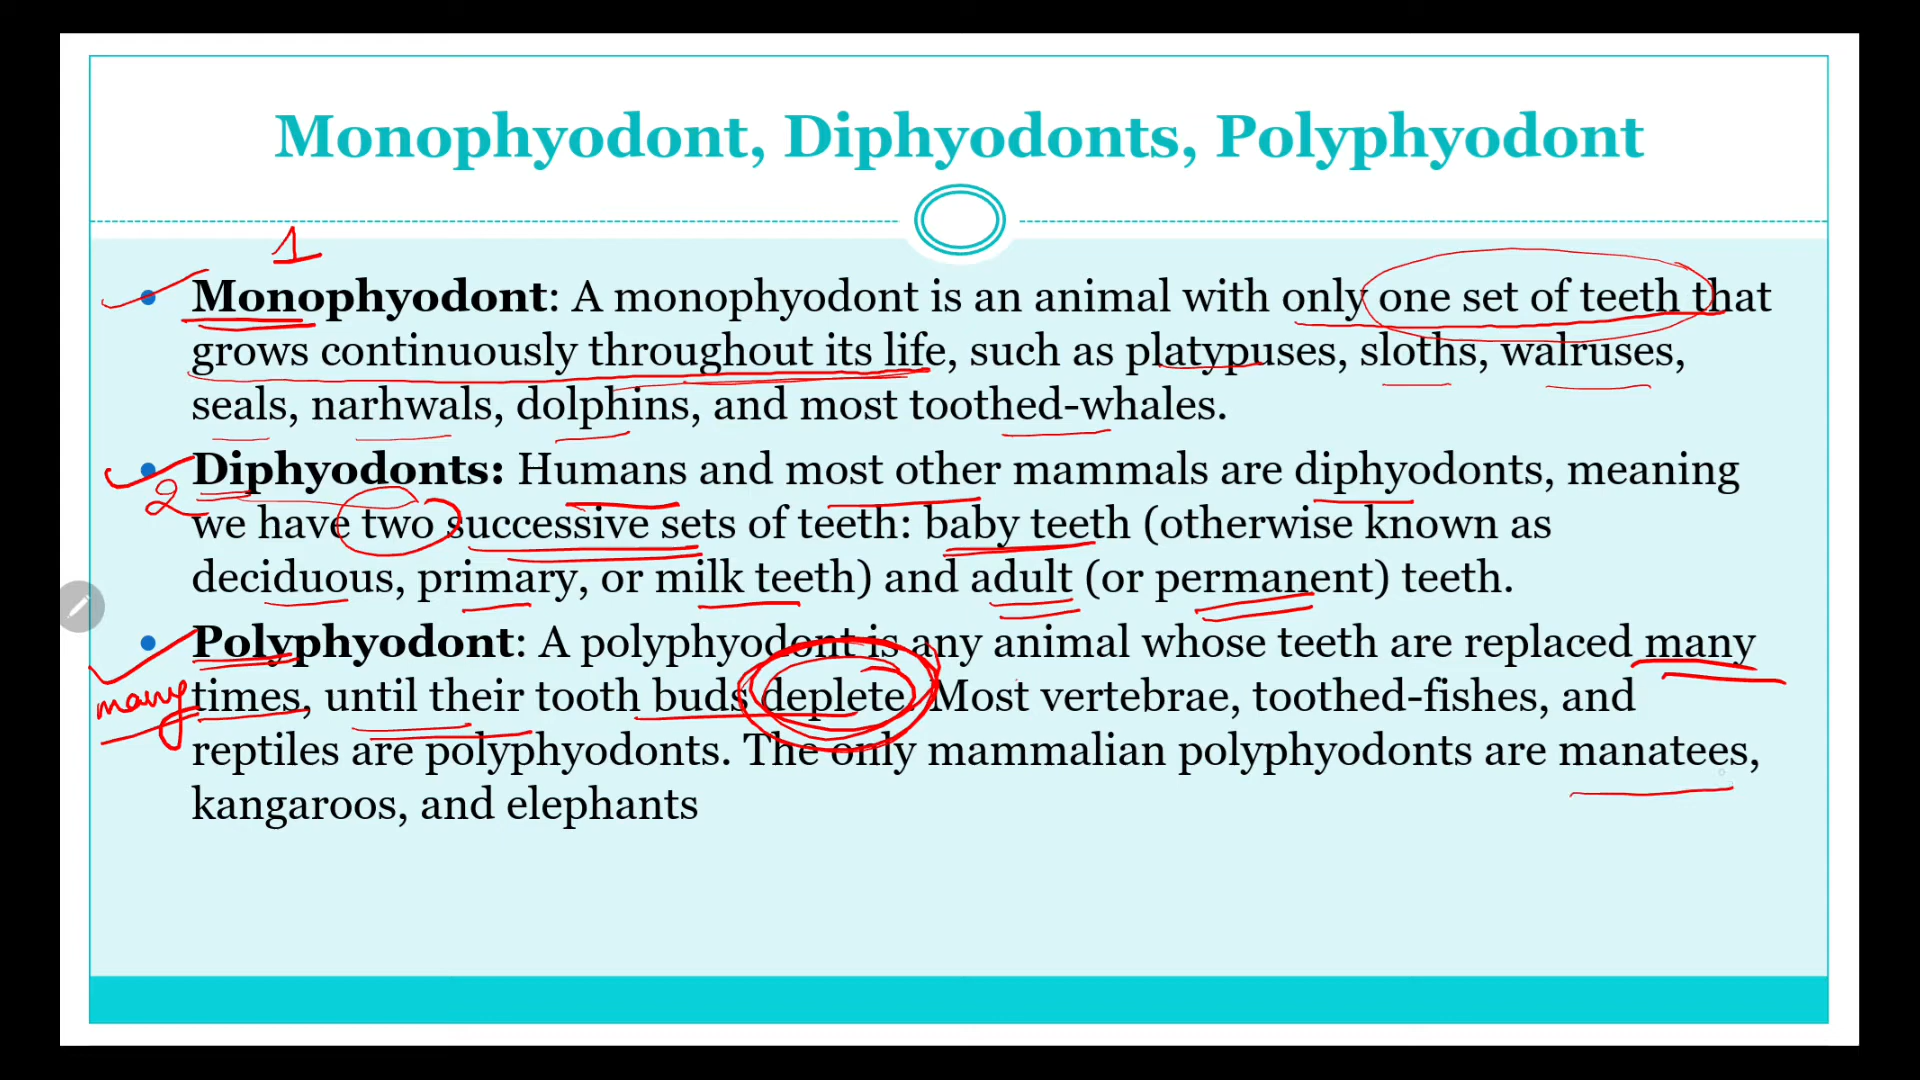 Monophyodont, Diphyodonts, Polyphyodont
1
Monophyodont: A monophyodont is an animal with only one set of teeth that
grows continuously throughout its life, such as platypuses, sloths, walruses,
seals, narhwals, dolphins, and most toothed-whales.
Diphyodonts: Humans and most other mammals are diphyodonts, meaning
2
we have two successive sets of teeth: baby teeth (otherwise known as
deciduous, primary, or milk teeth) and adult (or permanent) teeth.
Polyphyodont: A polyphyodont is any animal whose teeth are replaced many
many
times, until their tooth buds deplete. Most vertebrae, toothed-fishes, and
reptiles are polyphyodonts. The only mammalian polyphyodonts are manatees,
kangaroos, and elephants